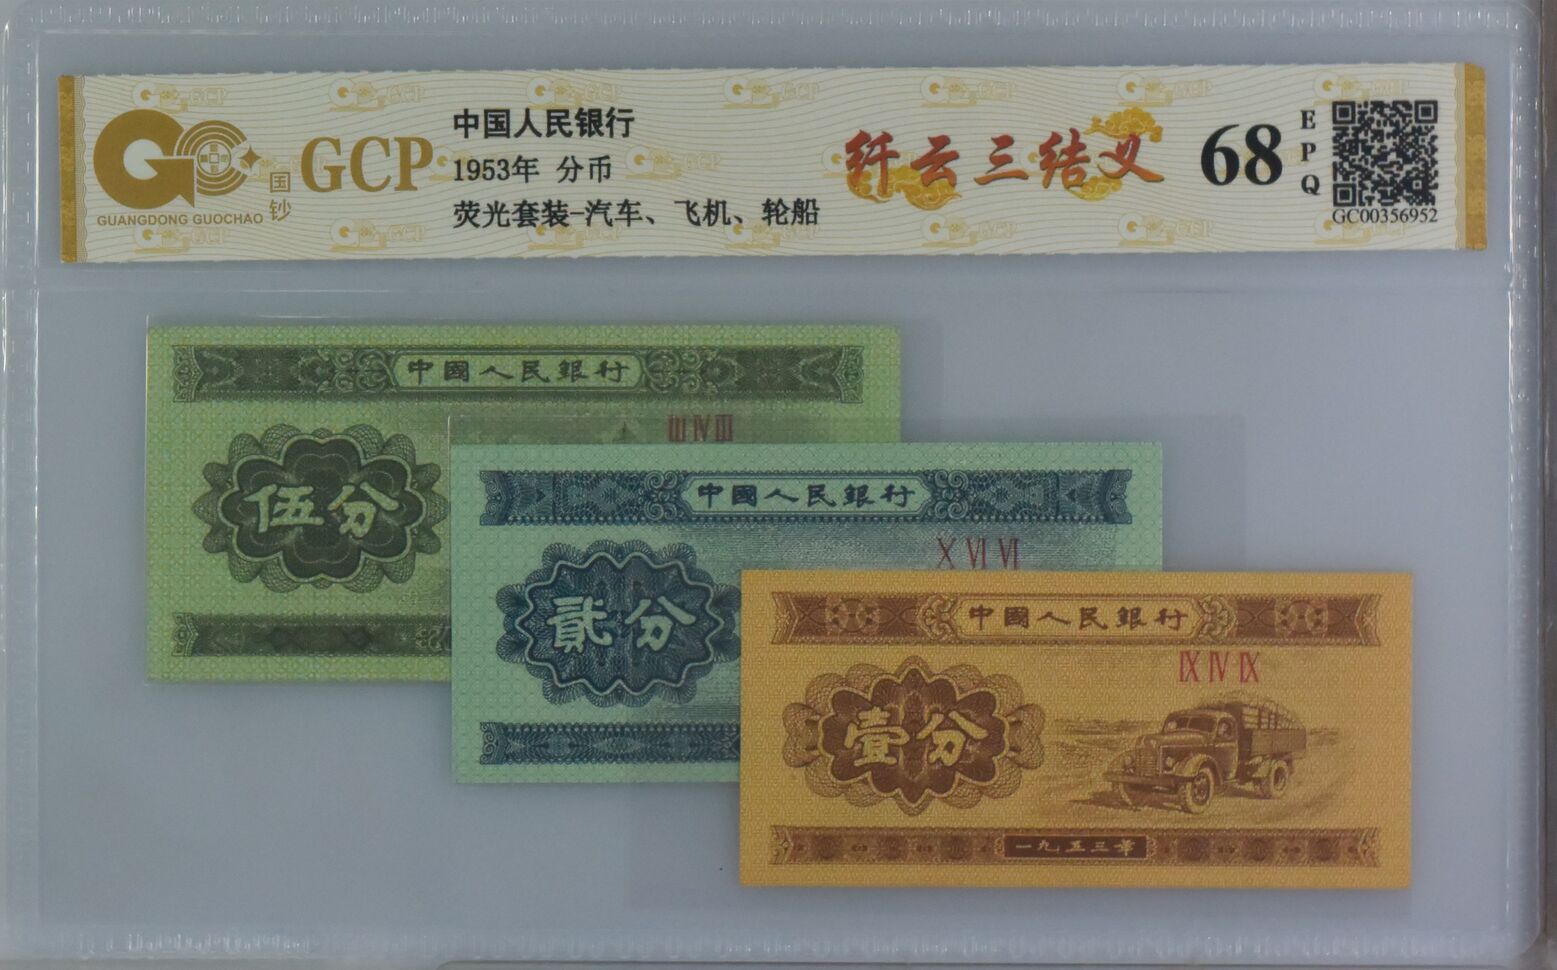 GUANGDONG GUOCHAO
国钞
GCP
中国人民银行
1953年 分币
荧光套装-汽车、飞机、轮船
纤云三结义
68
EPQ
GC00356952
中國人民銀行
伍分
中國人民銀行
X VI VI
貳分
中國人民銀行
IX IV IX
壹分
一九五三年